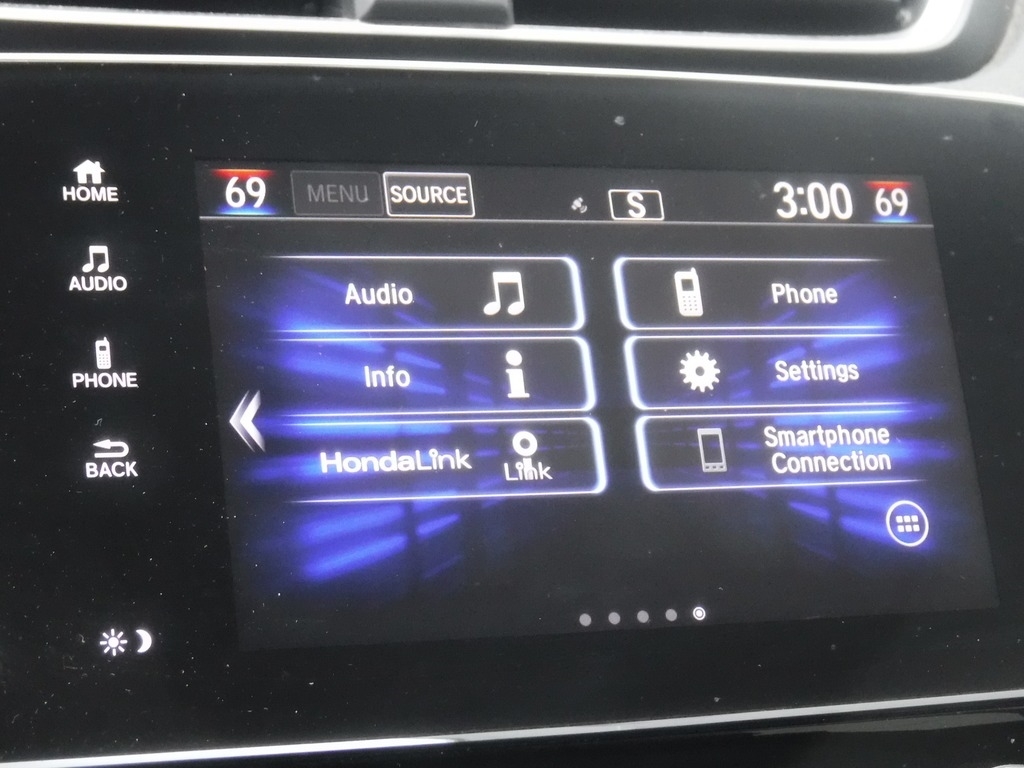 69 MENU SOURCE S 3:00 69
HOME
AUDIO
PHONE
BACK
Audio
Phone
Info
Settings
HondaLink
Link
Smartphone
Connection